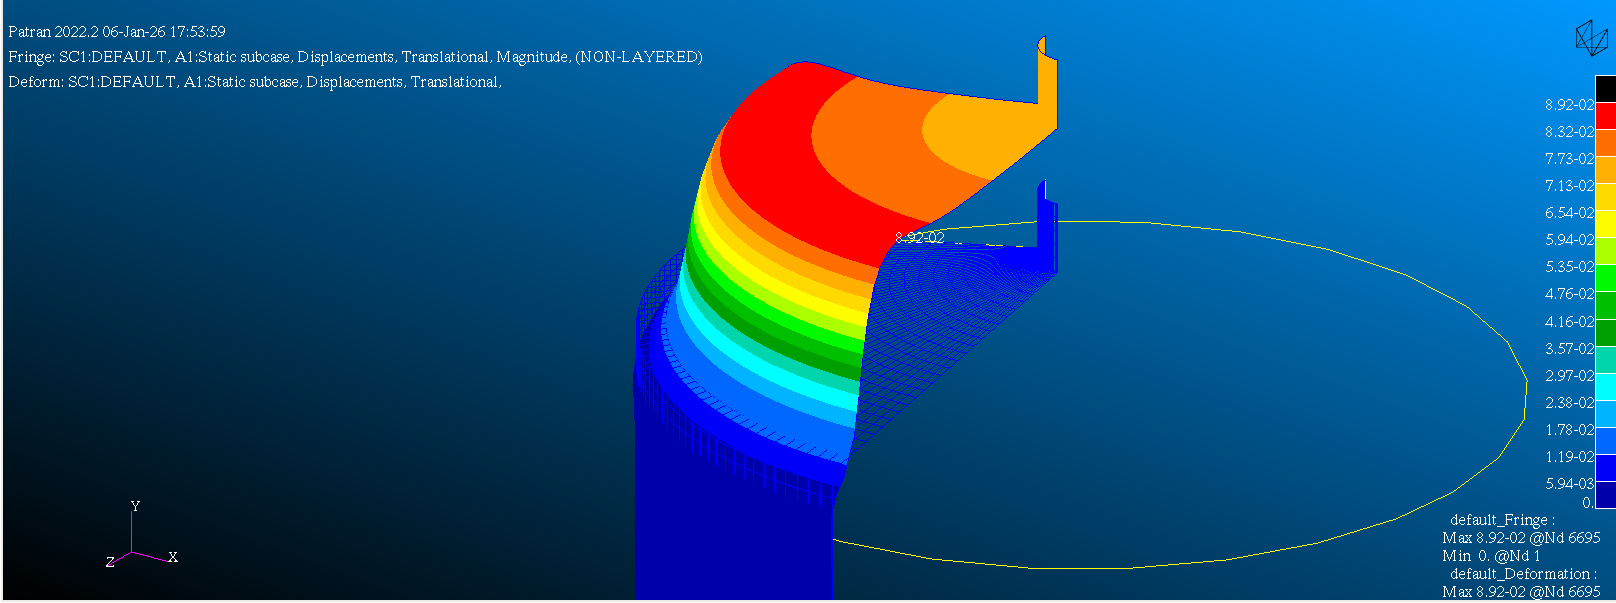 Patran 2022.2 06-Jan-26 17:53:59
Fringe: SC1:DEFAULT, A1:Static subcase, Displacements, Translational, Magnitude, (NON-LAYERED)
Deform: SC1:DEFAULT, A1:Static subcase, Displacements, Translational,
8.92-02
8.32-02
7.73-02
7.13-02
6.54-02
5.94-02
5.35-02
4.76-02
4.16-02
3.57-02
2.97-02
2.38-02
1.78-02
1.19-02
5.94-03
0.
8.92-02
Y
X
Z
default_Fringe :
Max 8.92-02 @Nd 6695
Min 0. @Nd 1
default_Deformation :
Max 8.92-02 @Nd 6695